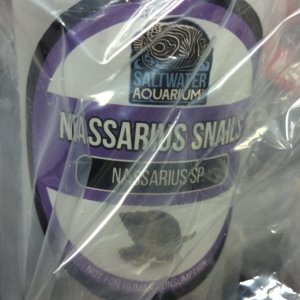 SALTWATER
AQUARIUM
NASSARIUS SNAILS
NASSARIUS SP.
NOT FOR HUMAN CONSUMPTION